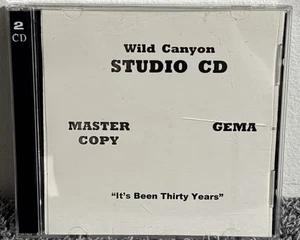 2
CD
Wild Canyon
STUDIO CD
MASTER GEMA
COPY
"It's Been Thirty Years"